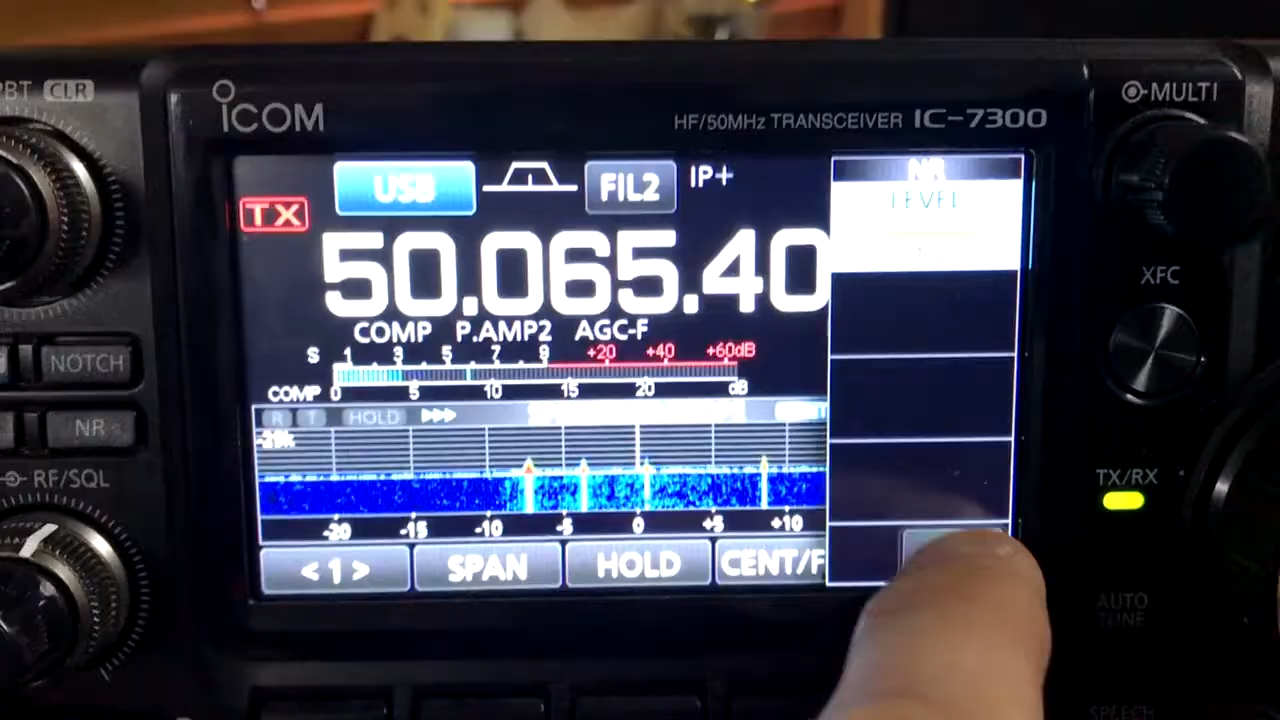 PBT CLR
ICOM
HF/50MHz TRANSCEIVER IC-7300
MULTI
USB
FIL2
IP+
NR
LEVEL
TX
50.065.40
COMP P.AMP2 AGC-F
S 1 3 5 7 9 +20 +40 +60dB
COMP 0 5 10 15 20 dB
R T HOLD
-20 -15 -10 -5 0 +5 +10
<1> SPAN HOLD CENT/F
NOTCH
NR
RF/SQL
XFC
TX/RX
AUTO
TUNE
SPEECH